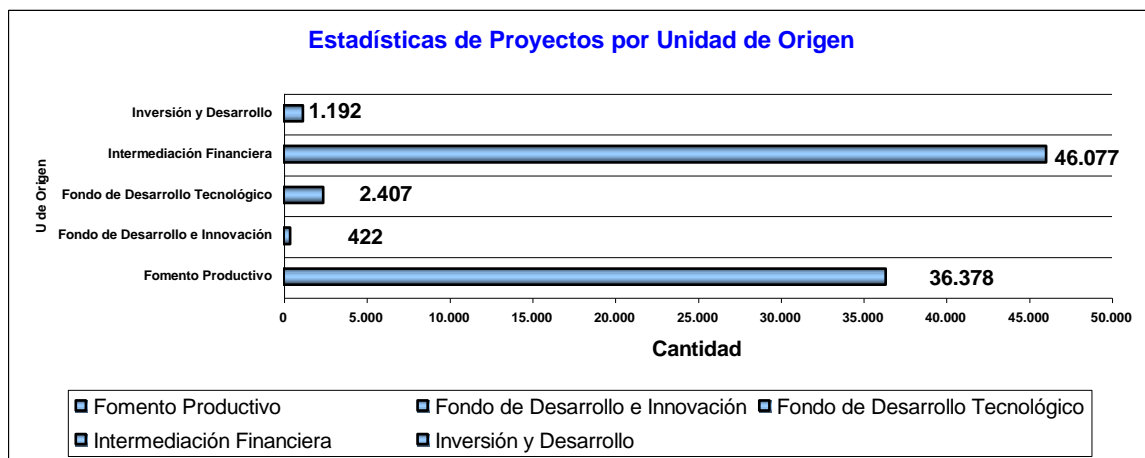 Estadísticas de Proyectos por Unidad de Origen
U de Origen
Inversión y Desarrollo
1.192
Intermediación Financiera
46.077
Fondo de Desarrollo Tecnológico
2.407
Fondo de Desarrollo e Innovación
422
Fomento Productivo
36.378
0 5.000 10.000 15.000 20.000 25.000 30.000 35.000 40.000 45.000 50.000
Cantidad
Fomento Productivo Fondo de Desarrollo e Innovación Fondo de Desarrollo Tecnológico
Intermediación Financiera Inversión y Desarrollo